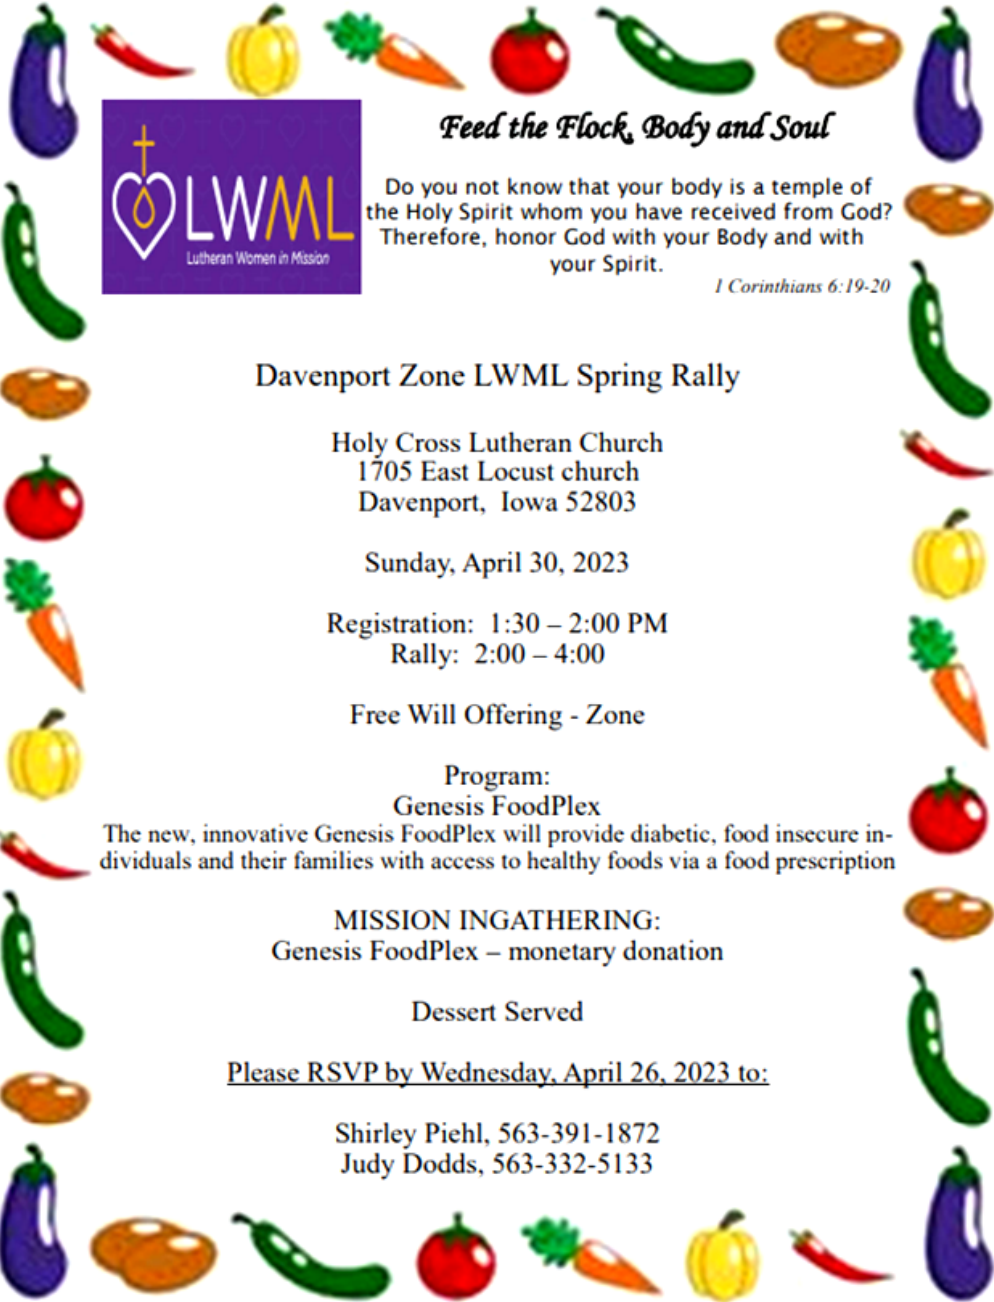 Feed the Flock, Body and Soul
LWML
Lutheran Women in Mission
Do you not know that your body is a temple of
the Holy Spirit whom you have received from God?
Therefore, honor God with your Body and with
your Spirit.
1 Corinthians 6:19-20
Davenport Zone LWML Spring Rally
Holy Cross Lutheran Church
1705 East Locust church
Davenport,  Iowa 52803
Sunday, April 30, 2023
Registration:  1:30 – 2:00 PM
Rally:  2:00 – 4:00
Free Will Offering - Zone
Program:
Genesis FoodPlex
The new, innovative Genesis FoodPlex will provide diabetic, food insecure in-
dividuals and their families with access to healthy foods via a food prescription
MISSION INGATHERING:
Genesis FoodPlex – monetary donation
Dessert Served
Please RSVP by Wednesday, April 26, 2023 to:
Shirley Piehl, 563-391-1872
Judy Dodds, 563-332-5133